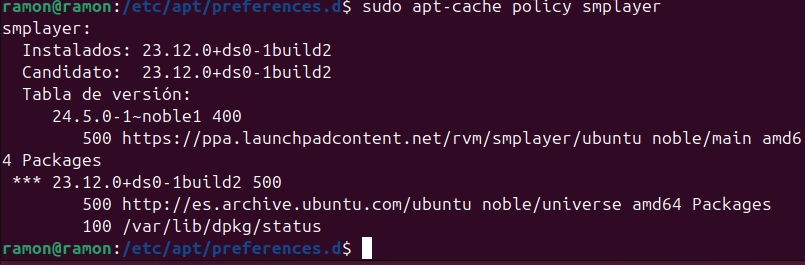 ramon@ramon:/etc/apt/preferences.d$ sudo apt-cache policy smplayer
smplayer:
  Instalados: 23.12.0+ds0-1build2
  Candidato:  23.12.0+ds0-1build2
  Tabla de versión:
     24.5.0-1~noble1 400
        500 https://ppa.launchpadcontent.net/rvm/smplayer/ubuntu noble/main amd6
4 Packages
 *** 23.12.0+ds0-1build2 500
        500 http://es.archive.ubuntu.com/ubuntu noble/universe amd64 Packages
        100 /var/lib/dpkg/status
ramon@ramon:/etc/apt/preferences.d$